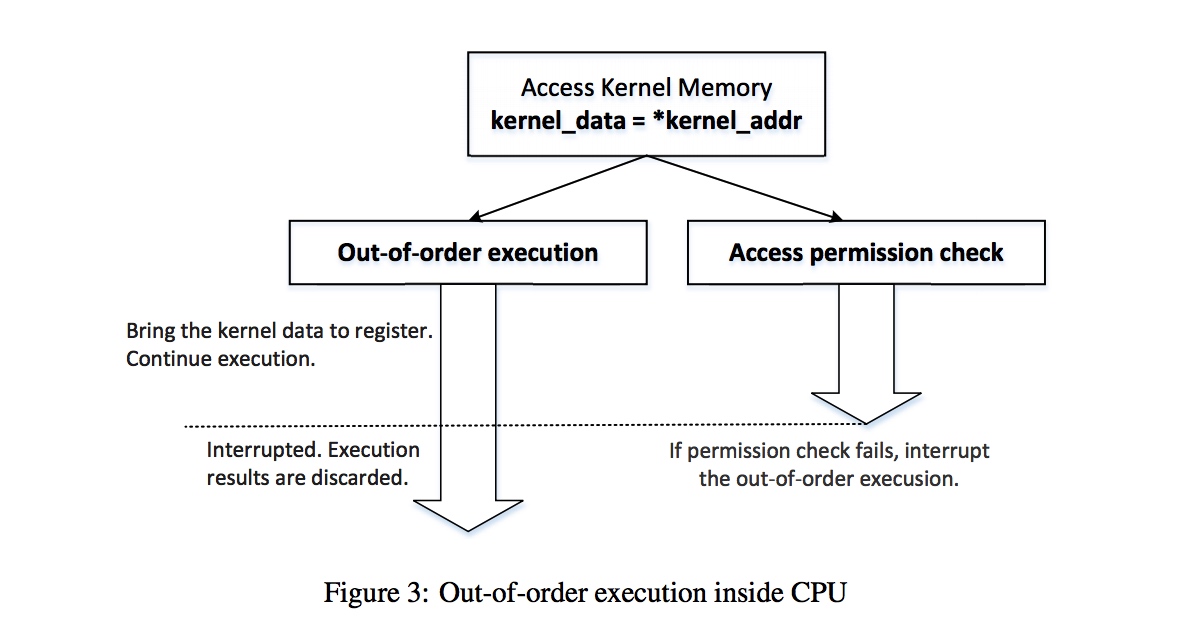 Access Kernel Memory
kernel_data = *kernel_addr
Out-of-order execution
Access permission check
Bring the kernel data to register.
Continue execution.
Interrupted. Execution
results are discarded.
If permission check fails, interrupt
the out-of-order execusion.
Figure 3: Out-of-order execution inside CPU